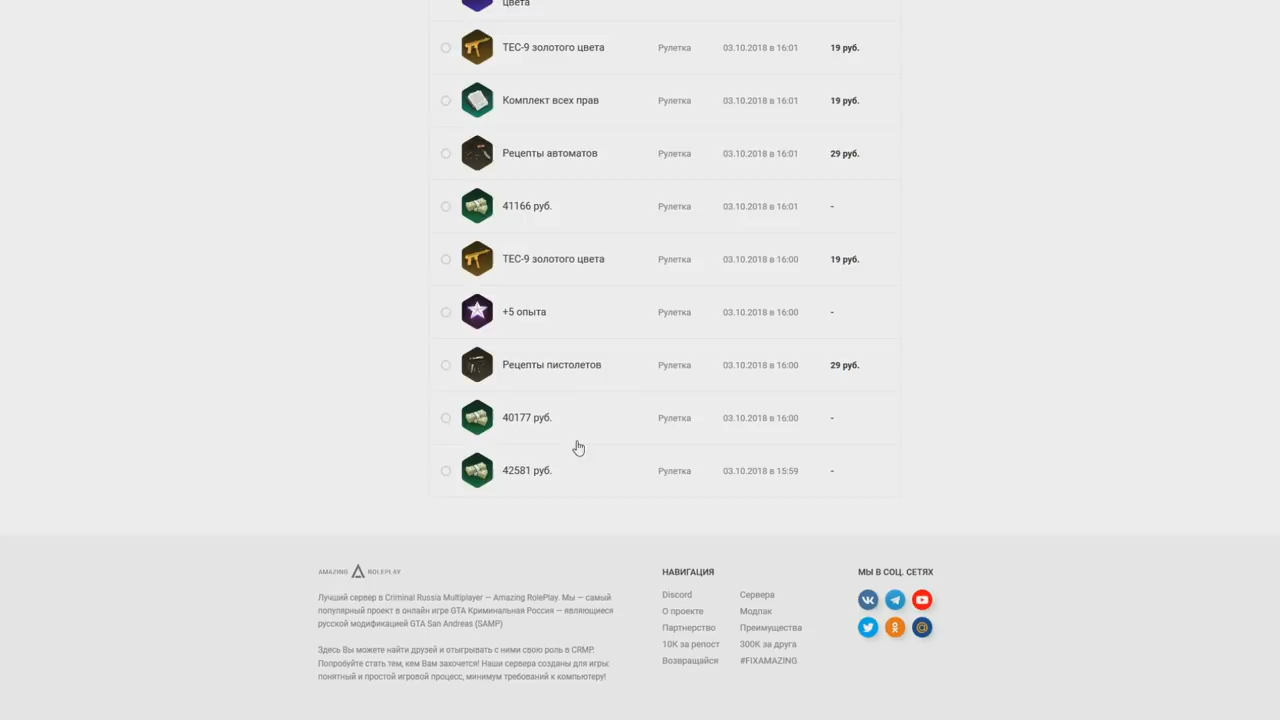 цвета
ТЕС-9 золотого цвета Рулетка 03.10.2018 в 16:01 19 руб.
Комплект всех прав Рулетка 03.10.2018 в 16:01 19 руб.
Рецепты автоматов Рулетка 03.10.2018 в 16:01 29 руб.
41166 руб. Рулетка 03.10.2018 в 16:01 -
ТЕС-9 золотого цвета Рулетка 03.10.2018 в 16:00 19 руб.
+5 опыта Рулетка 03.10.2018 в 16:00 -
Рецепты пистолетов Рулетка 03.10.2018 в 16:00 29 руб.
40177 руб. Рулетка 03.10.2018 в 16:00 -
42581 руб. Рулетка 03.10.2018 в 15:59 -
AMAZING ROLEPLAY
Лучший сервер в Criminal Russia Multiplayer — Amazing RolePlay. Мы — самый
популярный проект в онлайн игре GTA Криминальная Россия — являющиеся
русской модификацией GTA San Andreas (SAMP)
Здесь Вы можете найти друзей и отыгрывать с ними свою роль в CRMP.
Попробуйте стать тем, кем Вам захочется! Наши сервера созданы для игры:
понятный и простой игровой процесс, минимум требований к компьютеру!
НАВИГАЦИЯ
Discord Сервера
О проекте Модпак
Партнерство Преимущества
10К за репост 300К за друга
Возвращайся #FIXAMAZING
МЫ В СОЦ. СЕТЯХ